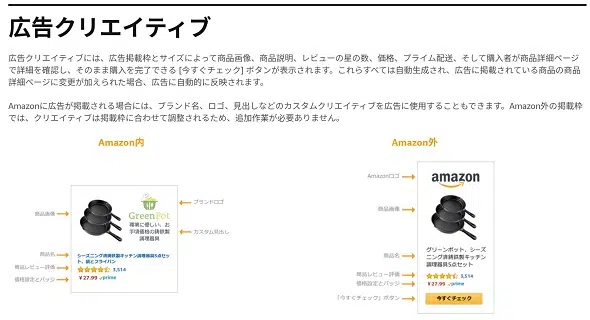 広告クリエイティブ
広告クリエイティブには、広告掲載枠とサイズによって商品画像、商品説明、レビューの星の数、価格、プライム配送、そして購入者が商品詳細ページ
で詳細を確認し、そのまま購入を完了できる [今すぐチェック] ボタンが表示されます。これらすべては自動生成され、広告に掲載されている商品の商品
詳細ページに変更が加えられた場合、広告に自動的に反映されます。
Amazonに広告が掲載される場合には、ブランド名、ロゴ、見出しなどのカスタムクリエイティブを広告に使用することもできます。Amazon外の掲載枠
では、クリエイティブは掲載枠に合わせて調整されるため、追加作業が必要ありません。
Amazon内
商品画像
GreenPot
環境に優しい、お
手頃価格の鋳鉄製
調理器具
ブランドロゴ
カスタム見出し
商品名
シーズニング済鋳鉄製キッチン調理器具5点セッ
ト、鍋とフライパン
商品レビュー評価
3,514
価格設定とバッジ
￥27.99 prime
Amazon外
Amazonロゴ
amazon
商品画像
商品名
グリーンポット、シーズ
ニング済鋳鉄製キッチン
調理器具5点セット
商品レビュー評価
3,514
価格設定とバッジ
￥27.99 prime
「今すぐチェック」ボタン
今すぐチェック